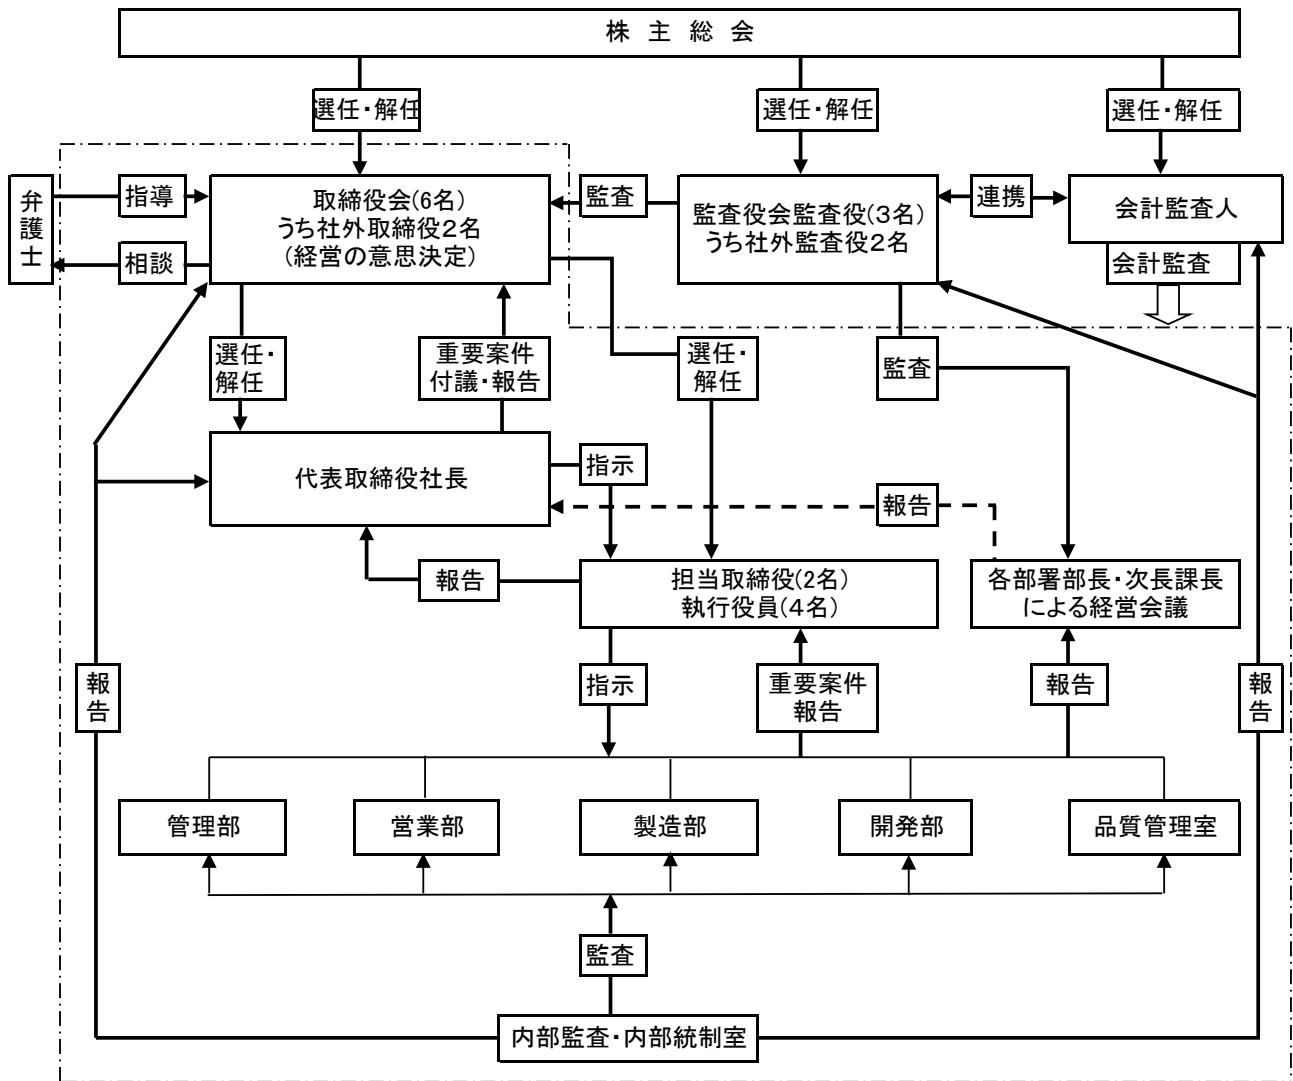 株 主 総 会
選任・解任
選任・解任
選任・解任
弁護士
指導
相談
取締役会(6名)
うち社外取締役2名
(経営の意思決定)
監査
監査役会監査役(3名)
うち社外監査役2名
連携
会計監査人
会計監査
選任・
解任
重要案件
付議・報告
選任・
解任
監査
代表取締役社長
指示
報告
報告
担当取締役(2名)
執行役員(4名)
各部署部長・次長課長
による経営会議
報告
指示
重要案件
報告
報告
報告
管理部
営業部
製造部
開発部
品質管理室
監査
内部監査・内部統制室